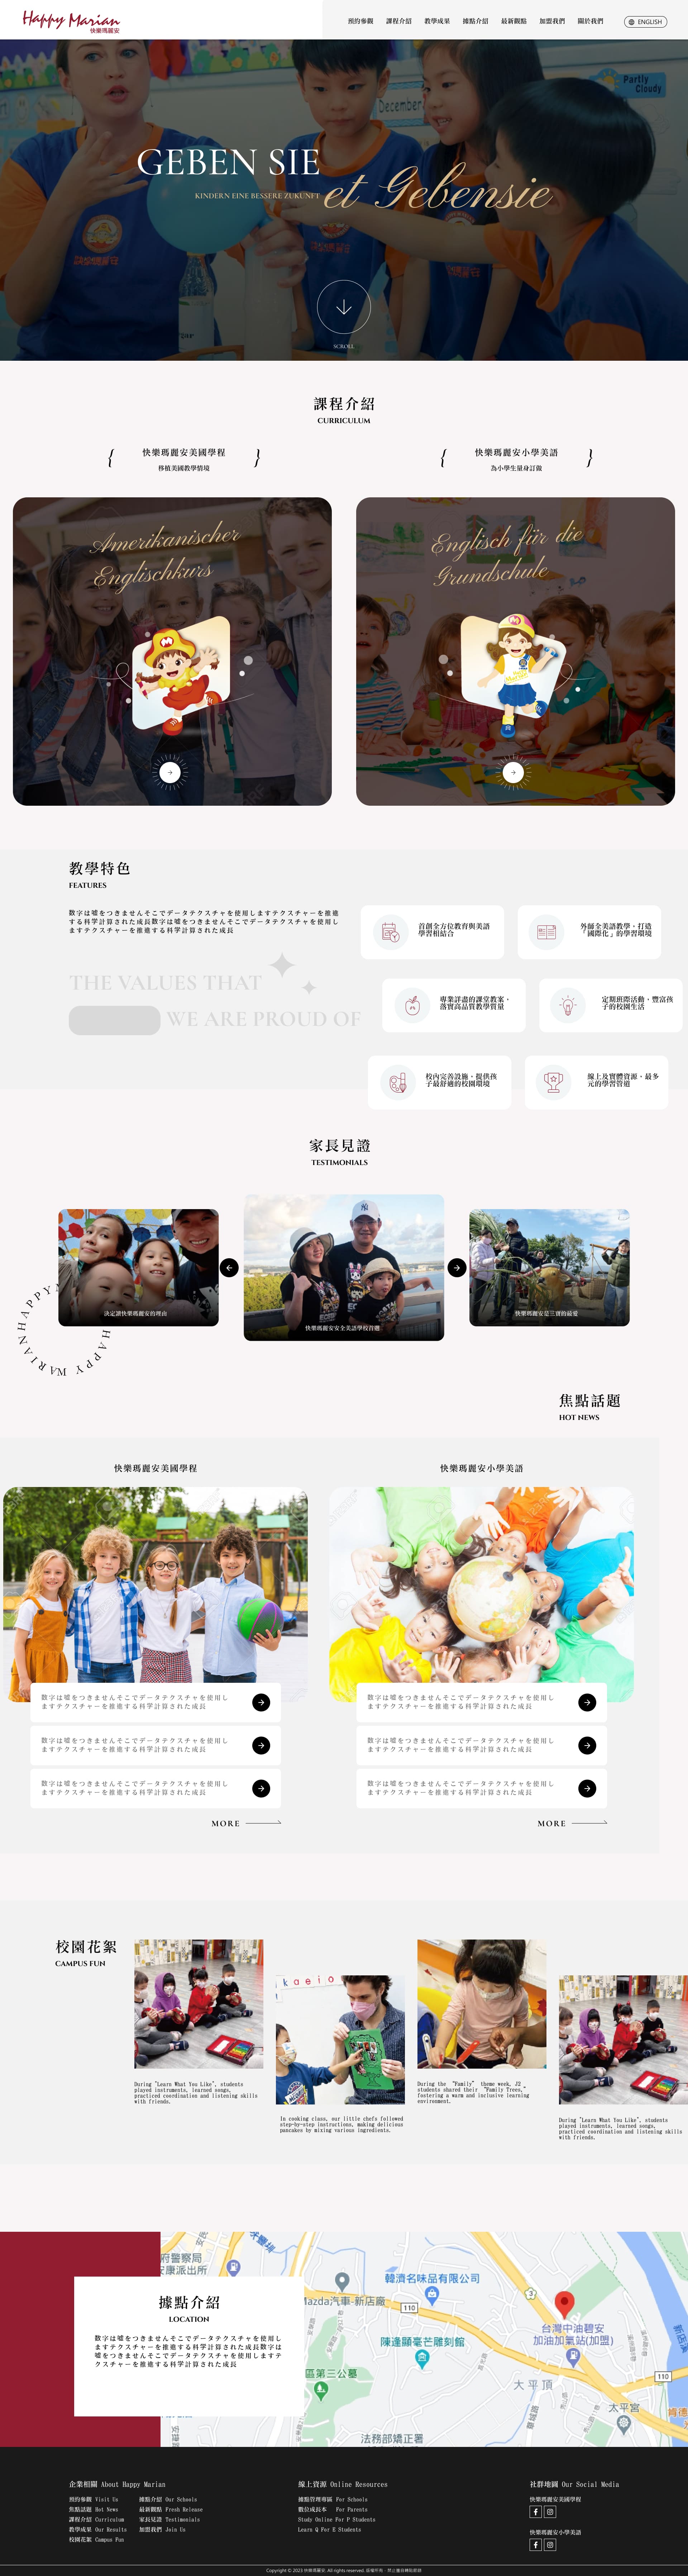 Happy Marian
快樂瑪麗安
預約參觀
課程介紹
教學成果
據點介紹
最新觀點
加盟我們
關於我們
ENGLISH
Partly
Cloudy
December
GEBEN SIE
et Gebensie
KINDERN EINE BESSERE ZUKUNFT
SCROLL
課程介紹
CURRICULUM
快樂瑪麗安美國學程
移植美國教學情境
快樂瑪麗安小學美語
為小學生量身訂做
Amerikanischer
Englischkurs
Englisch für die
Grundschule
教學特色
FEATURES
数字は嘘をつきませんそこでデータテクスチャを使用しますテクスチャーを推進
する科学計算された成長数字は嘘をつきませんそこでデータテクスチャを使用し
ますテクスチャーを推進する科学計算された成長
THE VALUES THAT
WE ARE PROUD OF
首創全方位教育與美語
學習相結合
外師全美語教學，打造
「國際化」的學習環境
專業詳盡的課堂教案，
落實高品質教學質量
定期班際活動，豐富孩
子的校園生活
校內完善設施，提供孩
子最舒適的校園環境
線上及實體資源，最多
元的學習管道
家長見證
TESTIMONIALS
決定讓快樂瑪麗安的理由
快樂瑪麗安安全美語學校首選
快樂瑪麗安是三寶的最愛
HAPPY MARIAN HAPPY MARIAN
焦點話題
HOT NEWS
快樂瑪麗安美國學程
快樂瑪麗安小學美語
数字は嘘をつきませんそこでデータテクスチャを使用し
ますテクスチャーを推進する科学計算された成長
数字は嘘をつきませんそこでデータテクスチャを使用し
ますテクスチャーを推進する科学計算された成長
数字は嘘をつきませんそこでデータテクスチャを使用し
ますテクスチャーを推進する科学計算された成長
MORE
数字は嘘をつきませんそこでデータテクスチャを使用し
ますテクスチャーを推進する科学計算された成長
数字は嘘をつきませんそこでデータテクスチャを使用し
ますテクスチャーを推進する科学計算された成長
数字は嘘をつきませんそこでデータテクスチャを使用し
ますテクスチャーを推進する科学計算された成長
MORE
校園花絮
CAMPUS FUN
During "Learn What You Like", students
played instruments, learned songs,
practiced coordination and listening skills
with friends.
k a e i o
In cooking class, our little chefs followed
step-by-step instructions, making delicious
pancakes by mixing various ingredients.
During the “Family” theme week, J2
students shared their “Family Trees,”
fostering a warm and inclusive learning
environment.
During "Learn What You Like", students
played instruments, learned songs,
practiced coordination and listening skills
with friends.
據點介紹
LOCATION
数字は嘘をつきませんそこでデータテクスチャを使用し
ますテクスチャーを推進する科学計算された成長数字は
嘘をつきませんそこでデータテクスチャを使用しますテ
クスチャーを推進する科学計算された成長
府警察局
安康派出所
Mazda汽車-新店廠
韓濟名味品有限公司
110
3
台灣中油碧安
加油加氣站(加盟)
陳逢顯毫芒雕刻館
區第三公墓
大平頂
110
太平宮
法務部矯正署
企業相關 About Happy Marian
預約參觀 Visit Us
焦點話題 Hot News
課程介紹 Curriculum
教學成果 Our Results
校園花絮 Campus Fun
據點介紹 Our Schools
最新觀點 Fresh Release
家長見證 Testimonials
加盟我們 Join Us
線上資源 Online Resources
據點管理專區 For Schools
數位成長本 For Parents
Study Online For P Students
Learn Q For E Students
社群地圖 Our Social Media
快樂瑪麗安美國學程
快樂瑪麗安小學美語
Copyright © 2023 快樂瑪麗安. All rights reserved. 版權所有．禁止擅自轉貼節錄